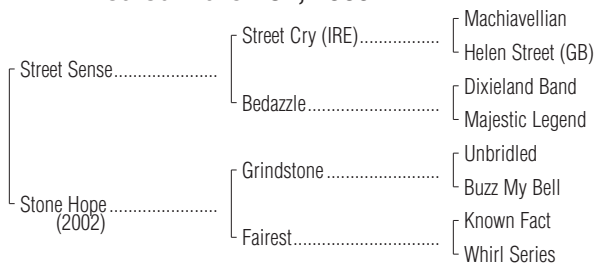 Machiavellian
Street Cry (IRE)
Helen Street (GB)
Street Sense
Dixieland Band
Bedazzle
Majestic Legend
Unbridled
Grindstone
Buzz My Bell
Stone Hope
(2002)
Known Fact
Fairest
Whirl Series